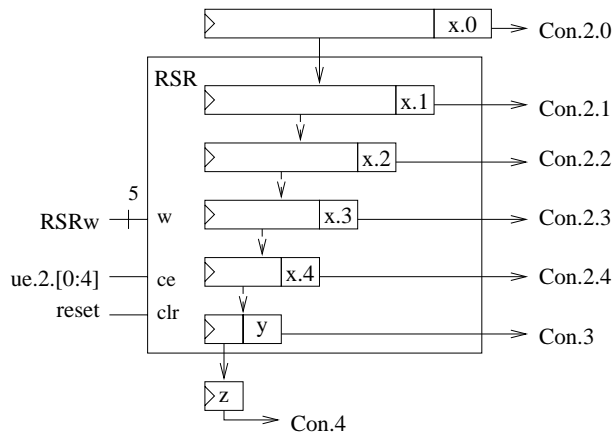 x.0 Con.2.0
RSR
x.1 Con.2.1
x.2 Con.2.2
5
RSRw w x.3 Con.2.3
ue.2.[0:4] ce x.4 Con.2.4
reset clr
y Con.3
z
Con.4